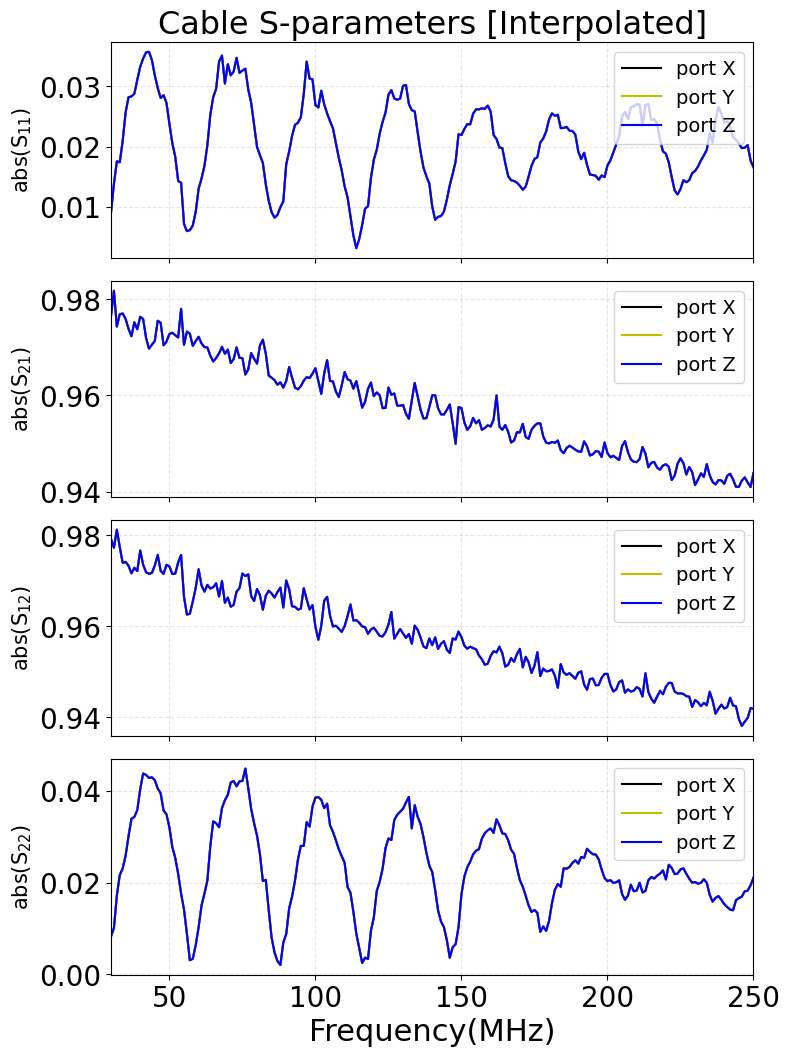 Cable S-parameters [Interpolated]
abs(S11)
0.03
0.02
0.01
port X
port Y
port Z
abs(S21)
0.98
0.96
0.94
port X
port Y
port Z
abs(S12)
0.98
0.96
0.94
port X
port Y
port Z
abs(S22)
0.04
0.02
0.00
port X
port Y
port Z
50 100 150 200 250
Frequency(MHz)